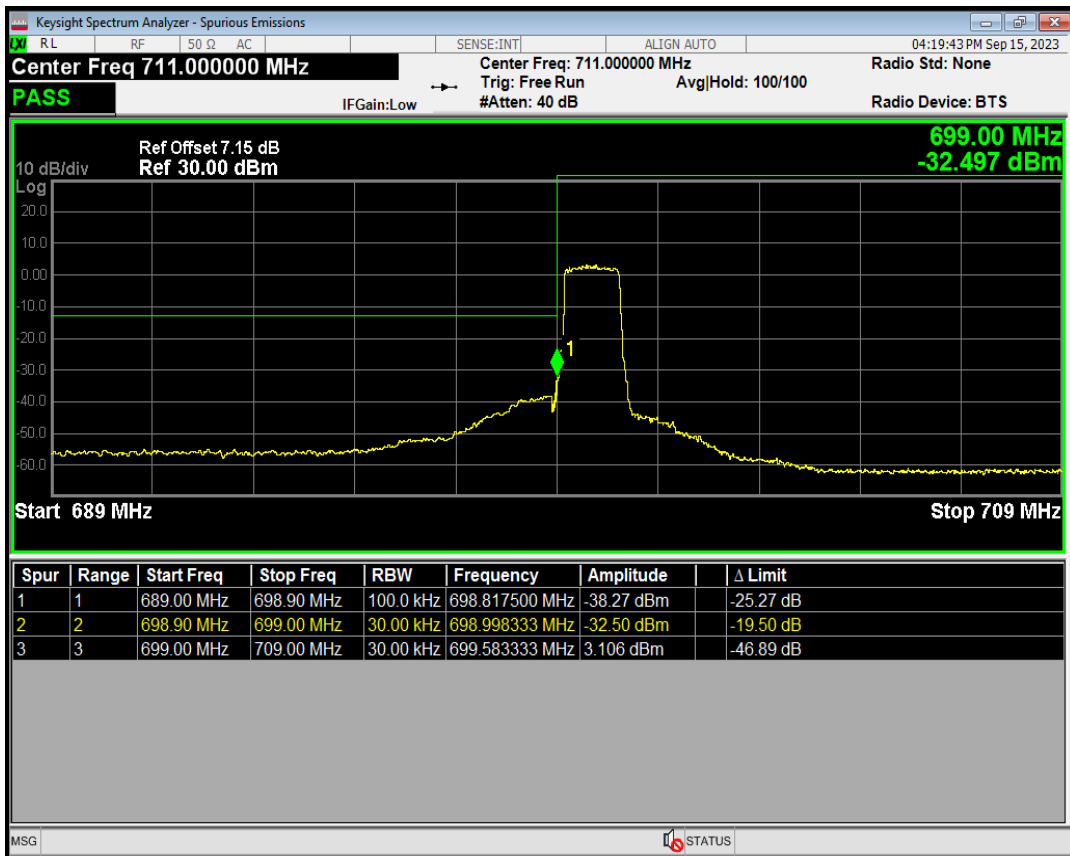 Keysight Spectrum Analyzer - Spurious Emissions
LXI RL RF 50 Ω AC SENSE:INT ALIGN AUTO 04:19:43 PM Sep 15, 2023
Center Freq 711.000000 MHz Center Freq: 711.000000 MHz Radio Std: None
Trig: Free Run Avg|Hold: 100/100
PASS IFGain:Low #Atten: 40 dB Radio Device: BTS
699.00 MHz
Ref Offset 7.15 dB
10 dB/div Ref 30.00 dBm -32.497 dBm
Log
20.0
10.0
0.00
-10.0
-20.0
1
-30.0
-40.0
-50.0
-60.0
Start 689 MHz Stop 709 MHz
Spur Range Start Freq Stop Freq RBW Frequency Amplitude Δ Limit
1 1 689.00 MHz 698.90 MHz 100.0 kHz 698.817500 MHz -38.27 dBm -25.27 dB
2 2 698.90 MHz 699.00 MHz 30.00 kHz 698.998333 MHz -32.50 dBm -19.50 dB
3 3 699.00 MHz 709.00 MHz 30.00 kHz 699.583333 MHz 3.106 dBm -46.89 dB
MSG STATUS